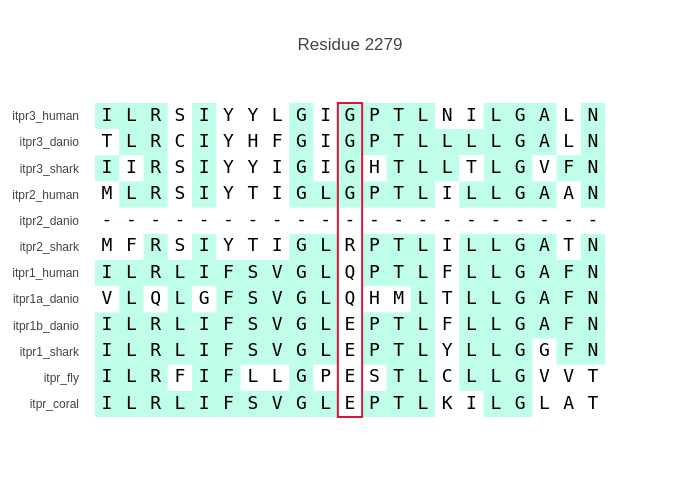 Residue 2279
itpr3_human I L R S I Y Y L G I G P T L N I L G A L N
itpr3_danio T L R C I Y H F G I G P T L L L L G A L N
itpr3_shark I I R S I Y Y I G I G H T L L T L G V F N
itpr2_human M L R S I Y T I G L G P T L I L L G A A N
itpr2_danio - - - - - - - - - - - - - - - - - - - - -
itpr2_shark M F R S I Y T I G L R P T L I L L G A T N
itpr1_human I L R L I F S V G L Q P T L F L L G A F N
itpr1a_danio V L Q L G F S V G L Q H M L T L L G A F N
itpr1b_danio I L R L I F S V G L E P T L F L L G A F N
itpr1_shark I L R L I F S V G L E P T L Y L L G G F N
itpr_fly I L R F I F L L G P E S T L C L L G V V T
itpr_coral I L R L I F S V G L E P T L K I L G L A T